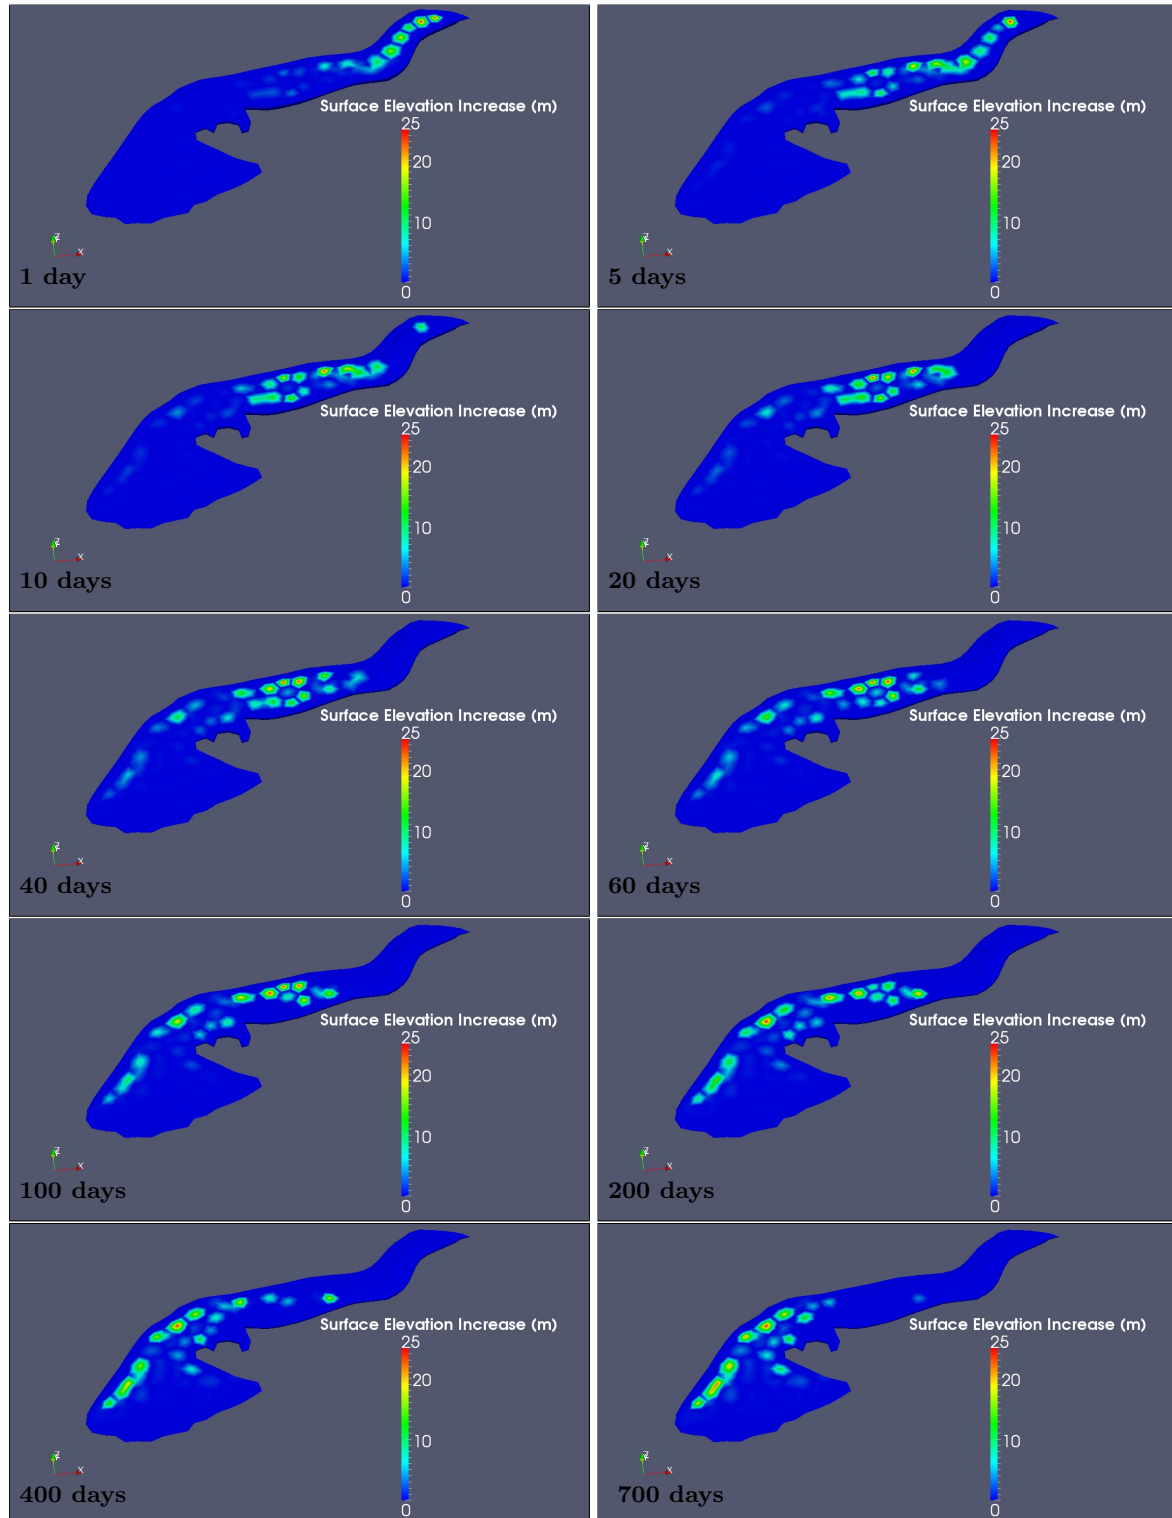 Surface Elevation Increase (m)
25
20
10
0
Z
Y
X
1 day
Surface Elevation Increase (m)
25
20
10
0
Z
Y
X
5 days
Surface Elevation Increase (m)
25
20
10
0
Z
Y
X
10 days
Surface Elevation Increase (m)
25
20
10
0
Z
Y
X
20 days
Surface Elevation Increase (m)
25
20
10
0
Z
Y
X
40 days
Surface Elevation Increase (m)
25
20
10
0
Z
Y
X
60 days
Surface Elevation Increase (m)
25
20
10
0
Z
Y
X
100 days
Surface Elevation Increase (m)
25
20
10
0
Z
Y
X
200 days
Surface Elevation Increase (m)
25
20
10
0
Z
Y
X
400 days
Surface Elevation Increase (m)
25
20
10
0
Z
Y
X
700 days